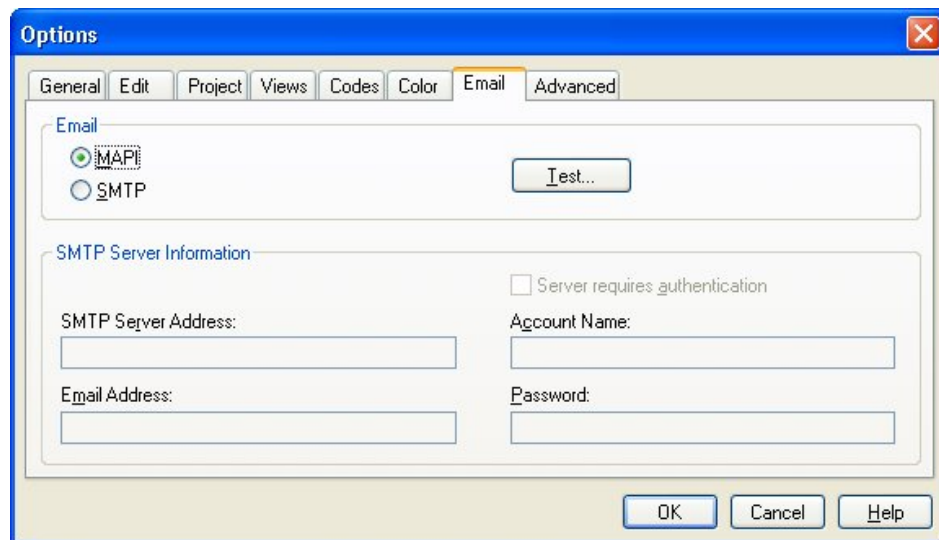 Options
General Edit Project Views Codes Color Email Advanced
Email
MAPI
Test...
SMTP
SMTP Server Information
Server requires authentication
SMTP Server Address: Account Name:
Email Address: Password:
OK Cancel Help